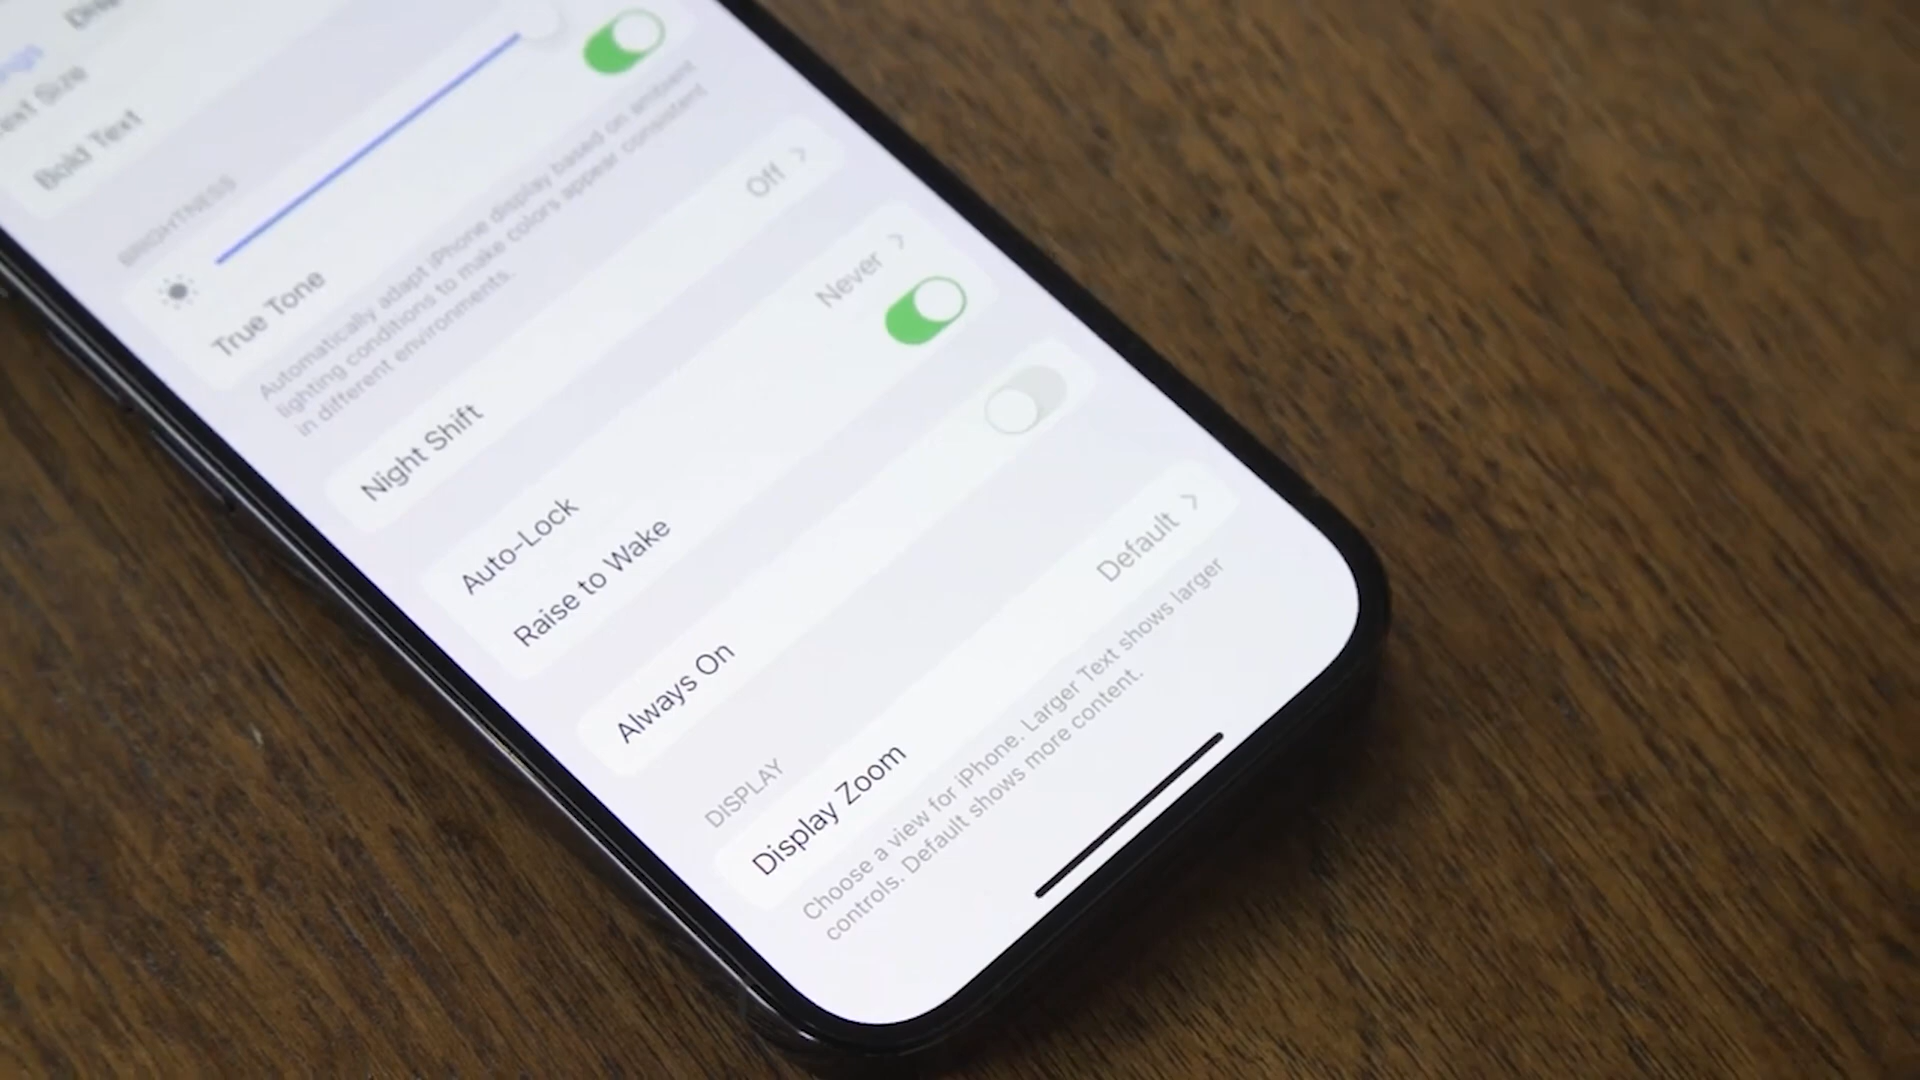 Text Size
Bold Text
BRIGHTNESS
True Tone
Automatically adapt iPhone display based on ambient
lighting conditions to make colors appear consistent
in different environments.
Night Shift Off
Auto-Lock Never
Raise to Wake
Always On
DISPLAY
Display Zoom Default
Choose a view for iPhone. Larger Text shows larger
controls. Default shows more content.